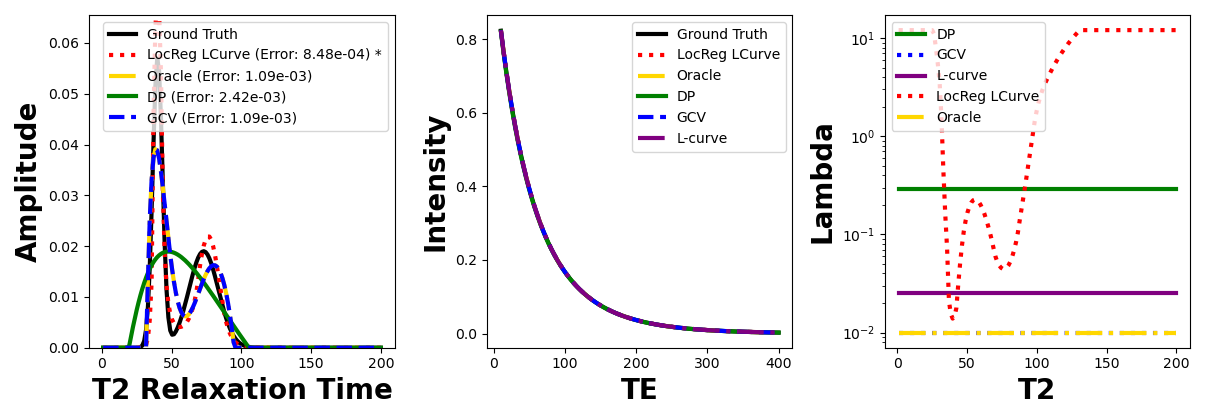 0.06
0.05
0.04
0.03
0.02
0.01
0.00
Amplitude
Ground Truth
LocReg LCurve (Error: 8.48e-04) *
Oracle (Error: 1.09e-03)
DP (Error: 2.42e-03)
GCV (Error: 1.09e-03)
0 50 100 150 200
T2 Relaxation Time
0.8
0.6
0.4
0.2
0.0
Intensity
Ground Truth
LocReg LCurve
Oracle
DP
GCV
L-curve
0 100 200 300 400
TE
10¹
10⁰
10⁻¹
10⁻²
Lambda
DP
GCV
L-curve
LocReg LCurve
Oracle
0 50 100 150 200
T2